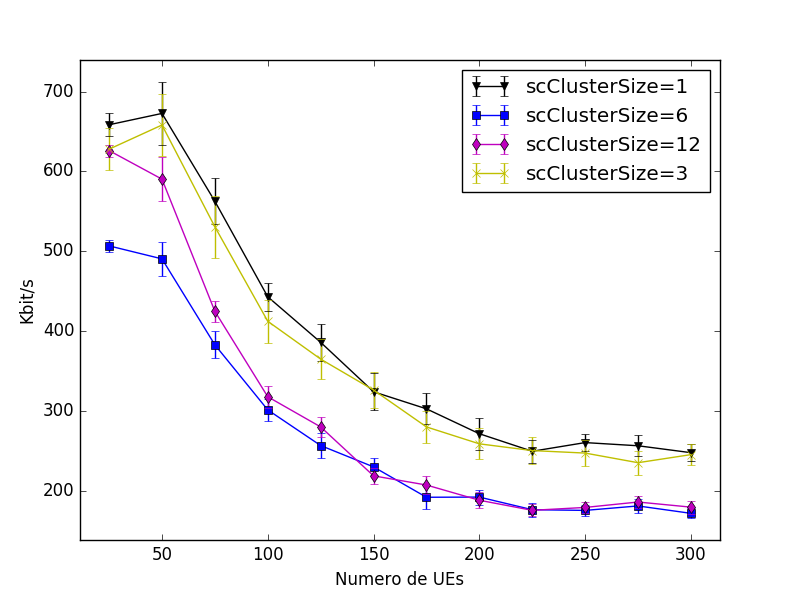 700
600
500
400
300
200
Kbit/s
scClusterSize=1
scClusterSize=6
scClusterSize=12
scClusterSize=3
50 100 150 200 250 300
Numero de UEs